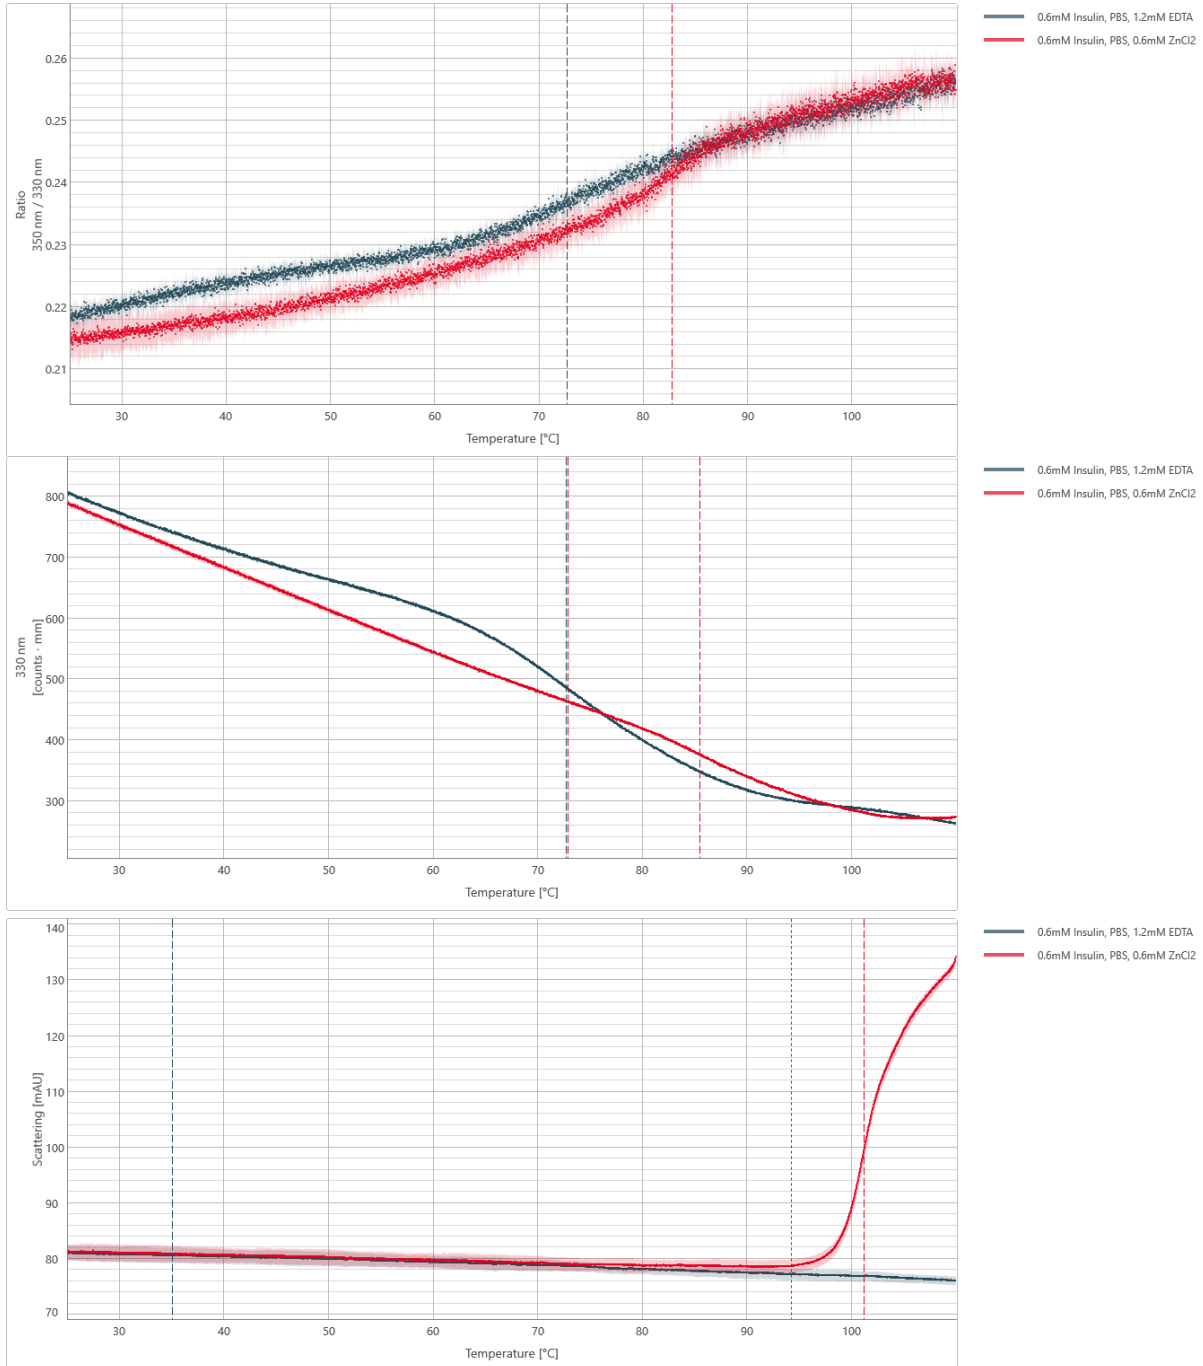 0.6mM Insulin, PBS, 1.2mM EDTA
0.6mM Insulin, PBS, 0.6mM ZnCl2
Ratio
350 nm / 330 nm
0.26
0.25
0.24
0.23
0.22
0.21
30 40 50 60 70 80 90 100
Temperature [°C]
0.6mM Insulin, PBS, 1.2mM EDTA
0.6mM Insulin, PBS, 0.6mM ZnCl2
330 nm
[counts · mm]
800
700
600
500
400
300
30 40 50 60 70 80 90 100
Temperature [°C]
0.6mM Insulin, PBS, 1.2mM EDTA
0.6mM Insulin, PBS, 0.6mM ZnCl2
Scattering [mAU]
140
130
120
110
100
90
80
70
30 40 50 60 70 80 90 100
Temperature [°C]